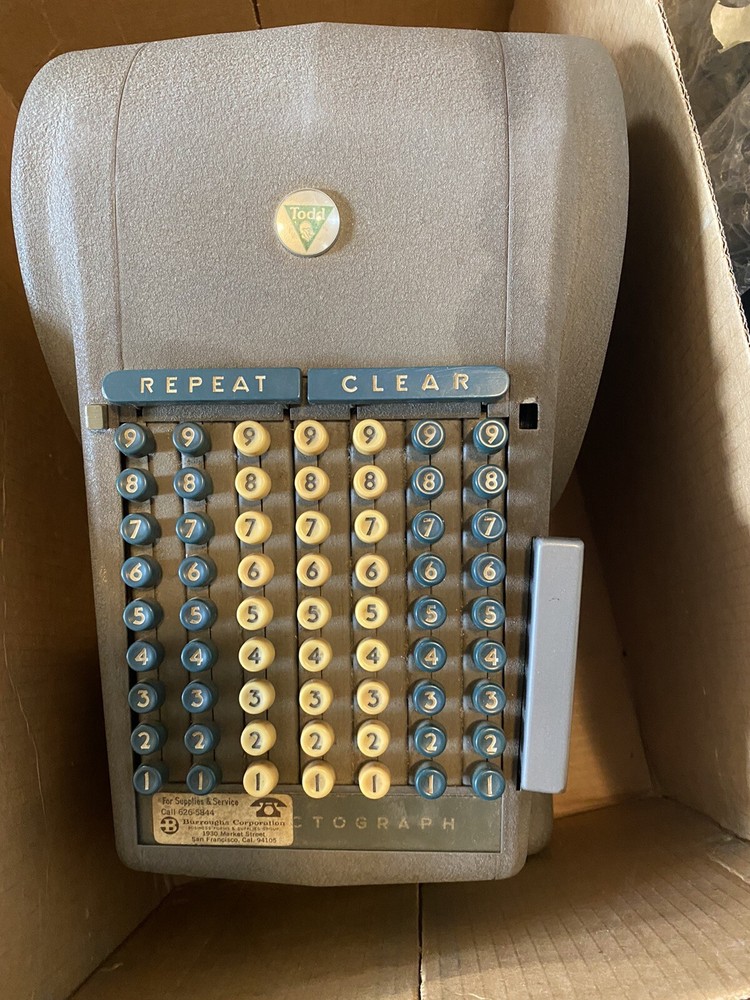 Todd
REPEAT CLEAR
9 9 9 9 9 9 9
8 8 8 8 8 8 8
7 7 7 7 7 7 7
6 6 6 6 6 6 6
5 5 5 5 5 5 5
4 4 4 4 4 4 4
3 3 3 3 3 3 3
2 2 2 2 2 2 2
1 1 1 1 1 1 1
For Supplies & Service
Call 626-5844
B Burroughs Corporation
BUSINESS FORMS & SUPPLIES GROUP
1930 Market Street
San Francisco, Cal. 94105
CTOGRAPH